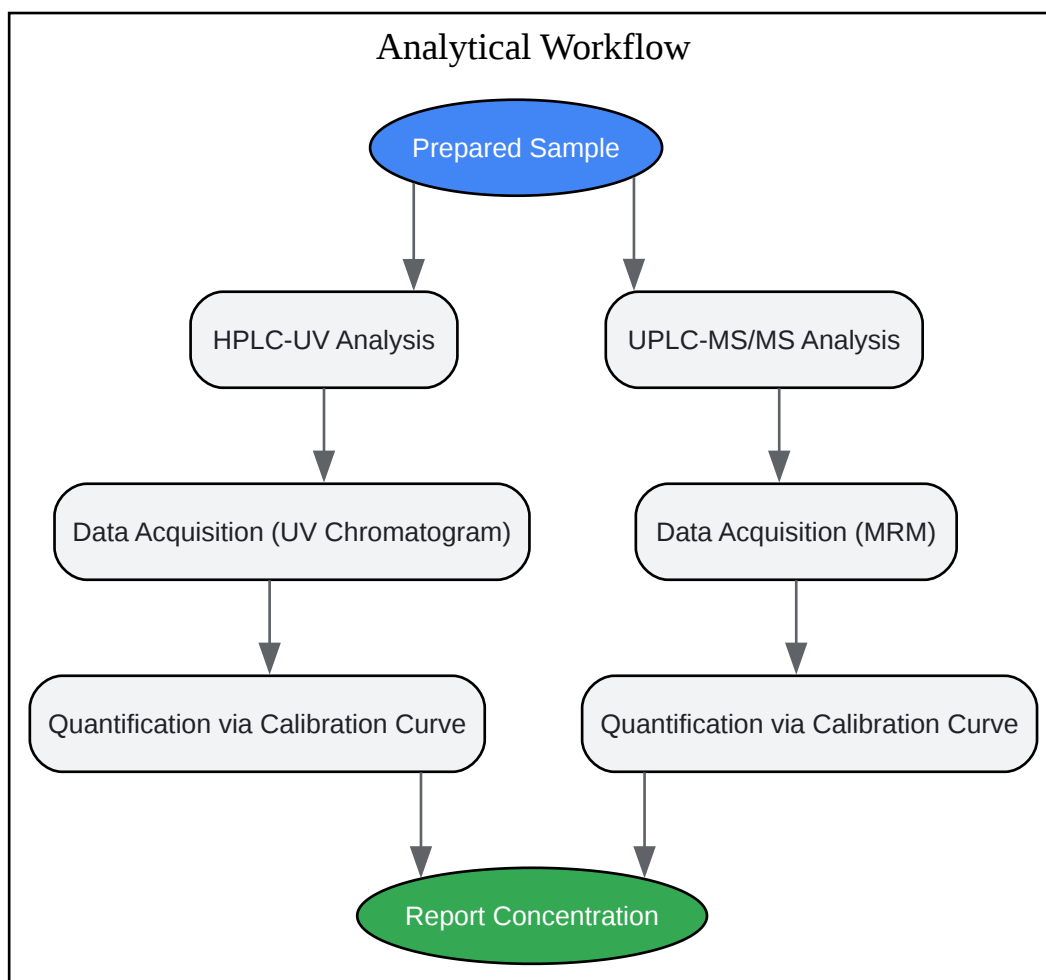 Analytical Workflow
Prepared Sample
HPLC-UV Analysis
UPLC-MS/MS Analysis
Data Acquisition (UV Chromatogram)
Data Acquisition (MRM)
Quantification via Calibration Curve
Quantification via Calibration Curve
Report Concentration